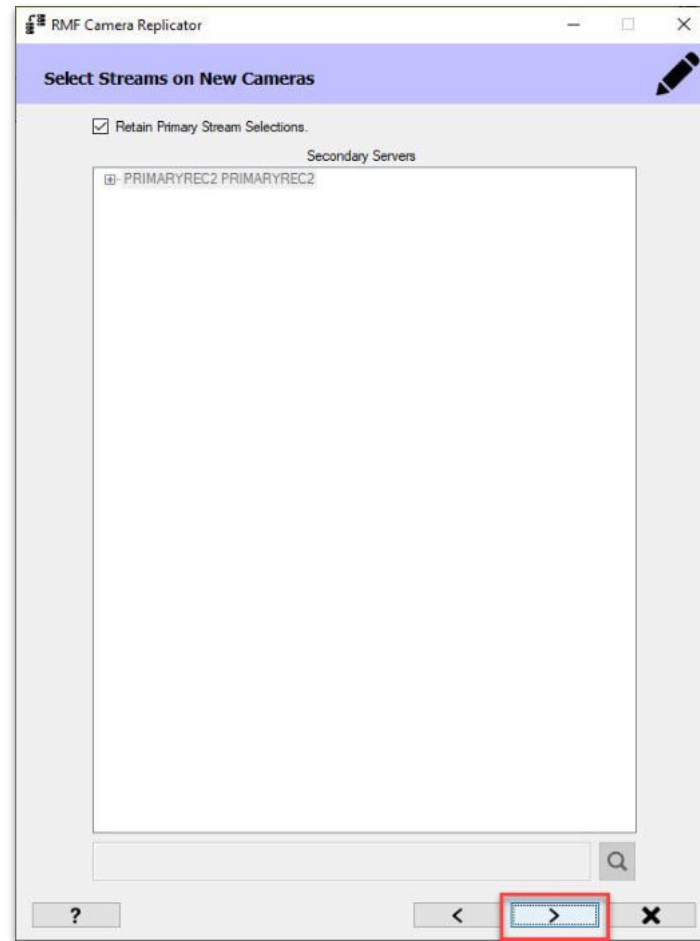 RMF Camera Replicator
Select Streams on New Cameras
Retain Primary Stream Selections.
Secondary Servers
PRIMARYREC2 PRIMARYREC2
? < >